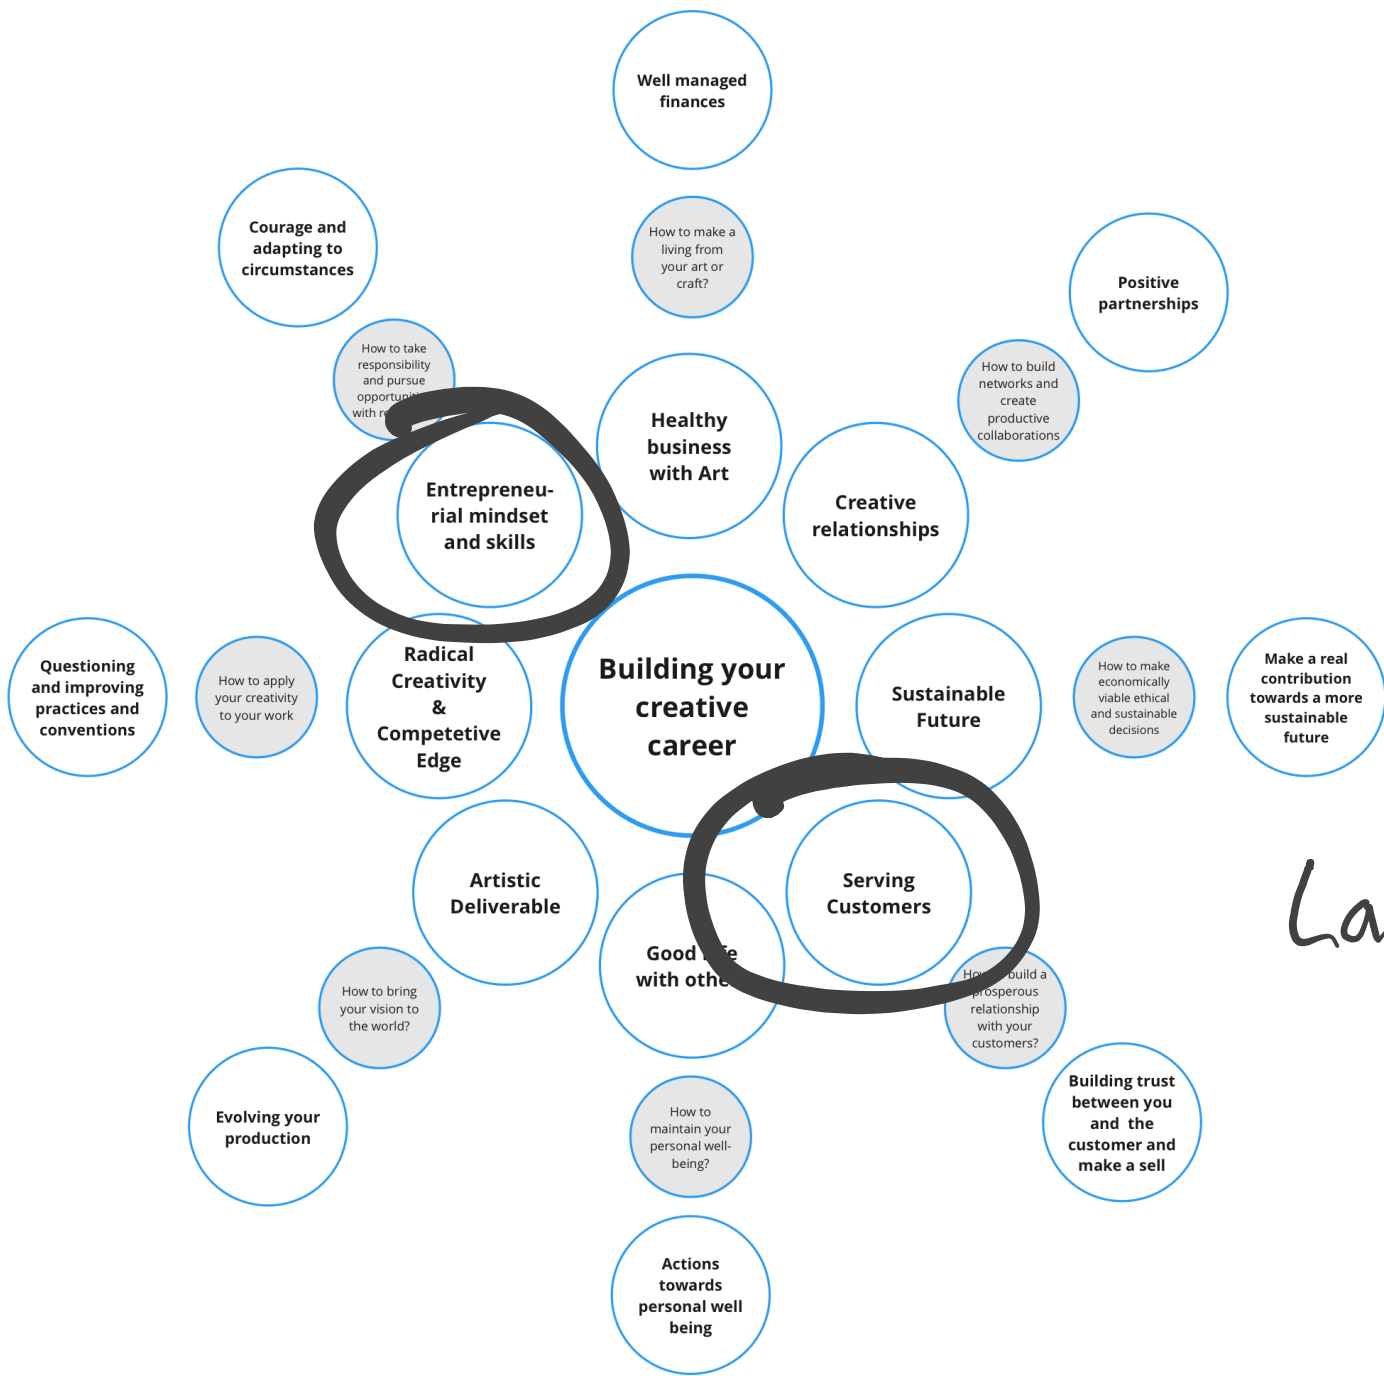 Well managed
finances
How to make a
living from
your art or
craft?
Healthy
business
with Art
Courage and
adapting to
circumstances
How to take
responsibility
and pursue
with
Entrepreneu-
rial mindset
and skills
Positive
partnerships
How to build
networks and
create
productive
collaborations
Creative
relationships
Building your
creative
career
Questioning
and improving
practices and
conventions
How to apply
your creativity
to your work
Radical
Creativity
&
Competetive
Edge
Sustainable
Future
How to make
economically
viable ethical
and sustainable
decisions
Make a real
contribution
towards a more
sustainable
future
Artistic
Deliverable
How to bring
your vision to
the world?
Evolving your
production
Good
with
How to
maintain your
personal well-
being?
Actions
towards
personal well
being
Serving
Customers
build a
prosperous
relationship
with your
customers?
Building trust
between you
and the
customer and
make a sell